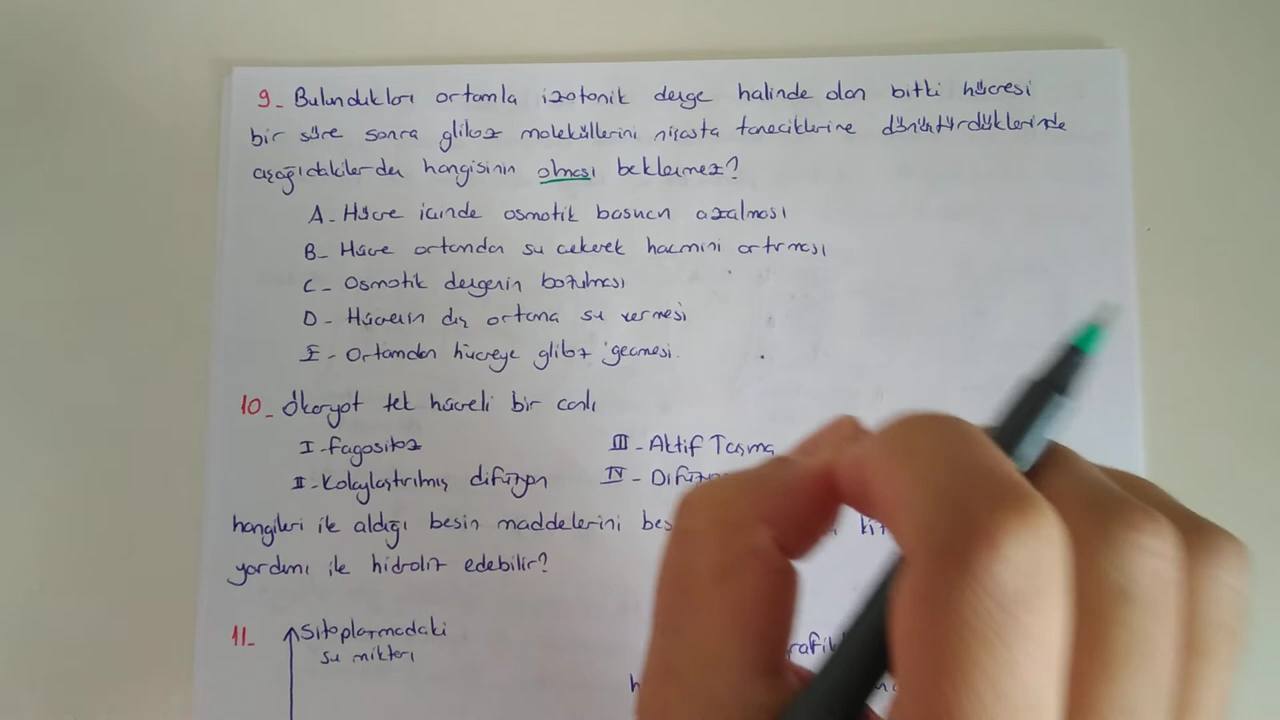 9- Bulundukları ortamla izotonik denge halinde olan bitki hücresi
bir süre sonra glikoz moleküllerini nişasta taneciklerine dönüştürdüklerinde
aşağıdakilerden hangisinin olması beklenmez?
A- Hücre içinde osmotik basıncın azalması
B- Hücre ortamdan su çekerek hacmini artırması
C- Osmotik dengenin bozulması
D- Hücrenin dış ortama su vermesi
E- Ortamdan hücreye glikoz geçmesi.
10- Ökaryot tek hücreli bir canlı
I- Fagositoz III- Aktif Taşıma
II- Kolaylaştırılmış difüzyon IV-
hangileri ile aldığı besin maddelerini
yardımı ile hidroliz edebilir?
11- Sitoplazmadaki
su miktarı